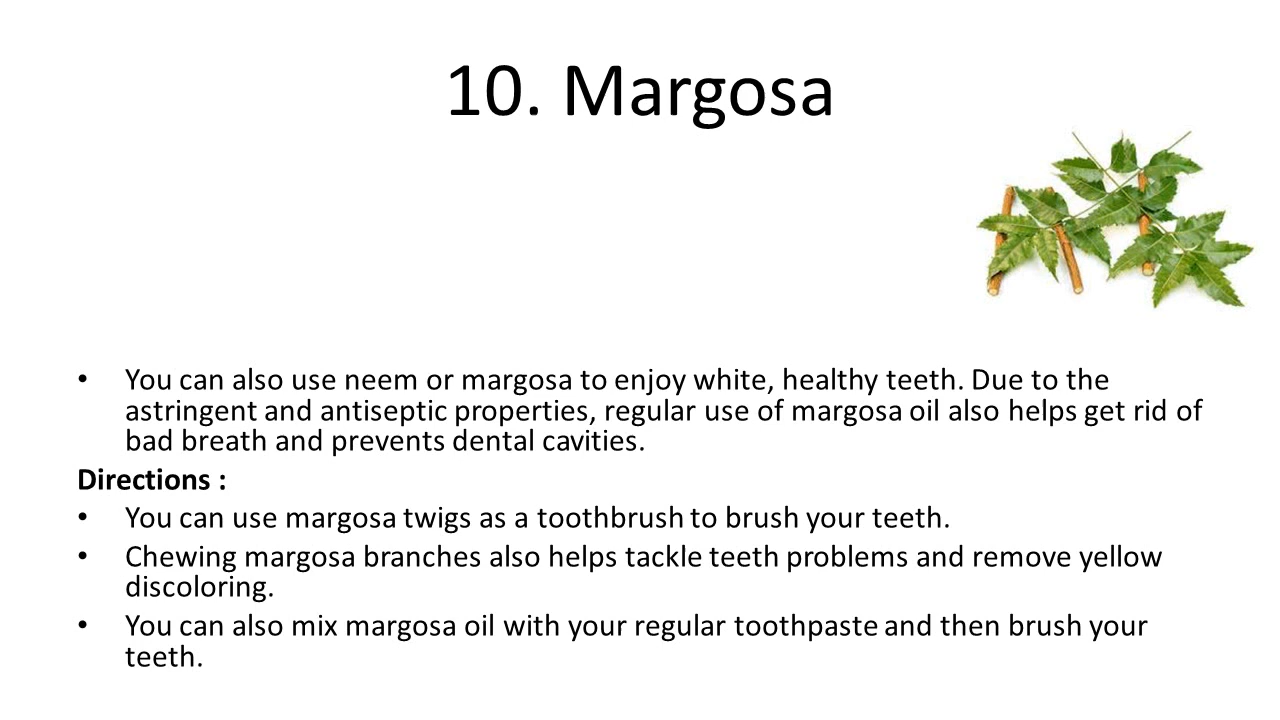 10. Margosa
• You can also use neem or margosa to enjoy white, healthy teeth. Due to the
astringent and antiseptic properties, regular use of margosa oil also helps get rid of
bad breath and prevents dental cavities.
Directions :
• You can use margosa twigs as a toothbrush to brush your teeth.
• Chewing margosa branches also helps tackle teeth problems and remove yellow
discoloring.
• You can also mix margosa oil with your regular toothpaste and then brush your
teeth.